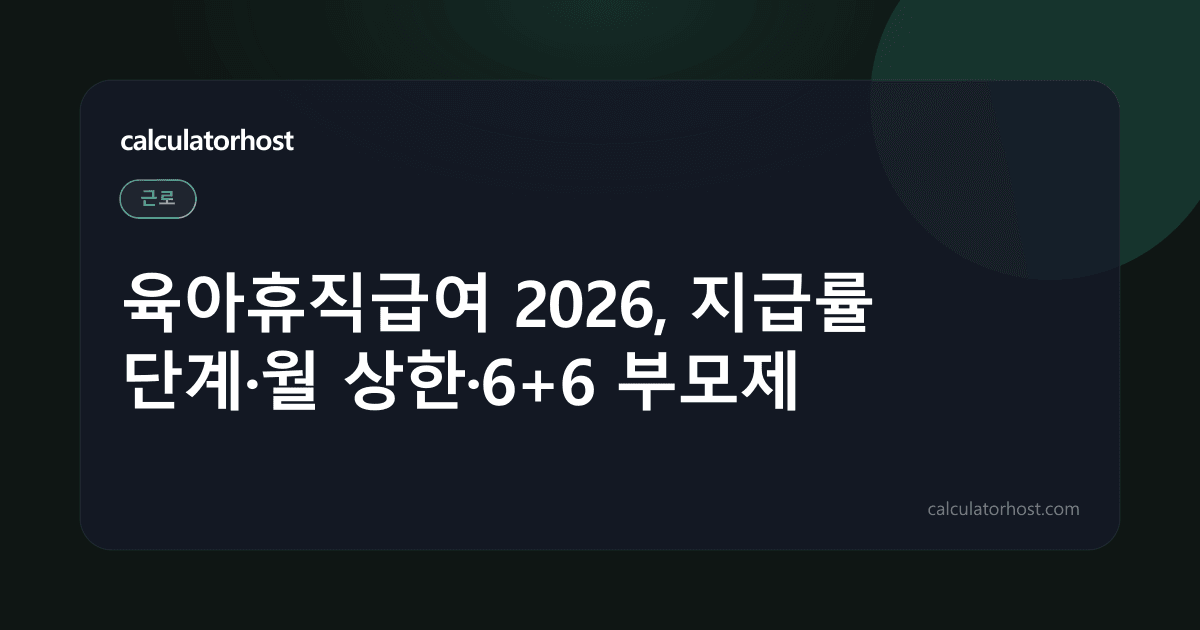 calculatorhost
근로
육아휴직급여 2026, 지급률
단계·월 상한·6+6 부모제
calculatorhost.com